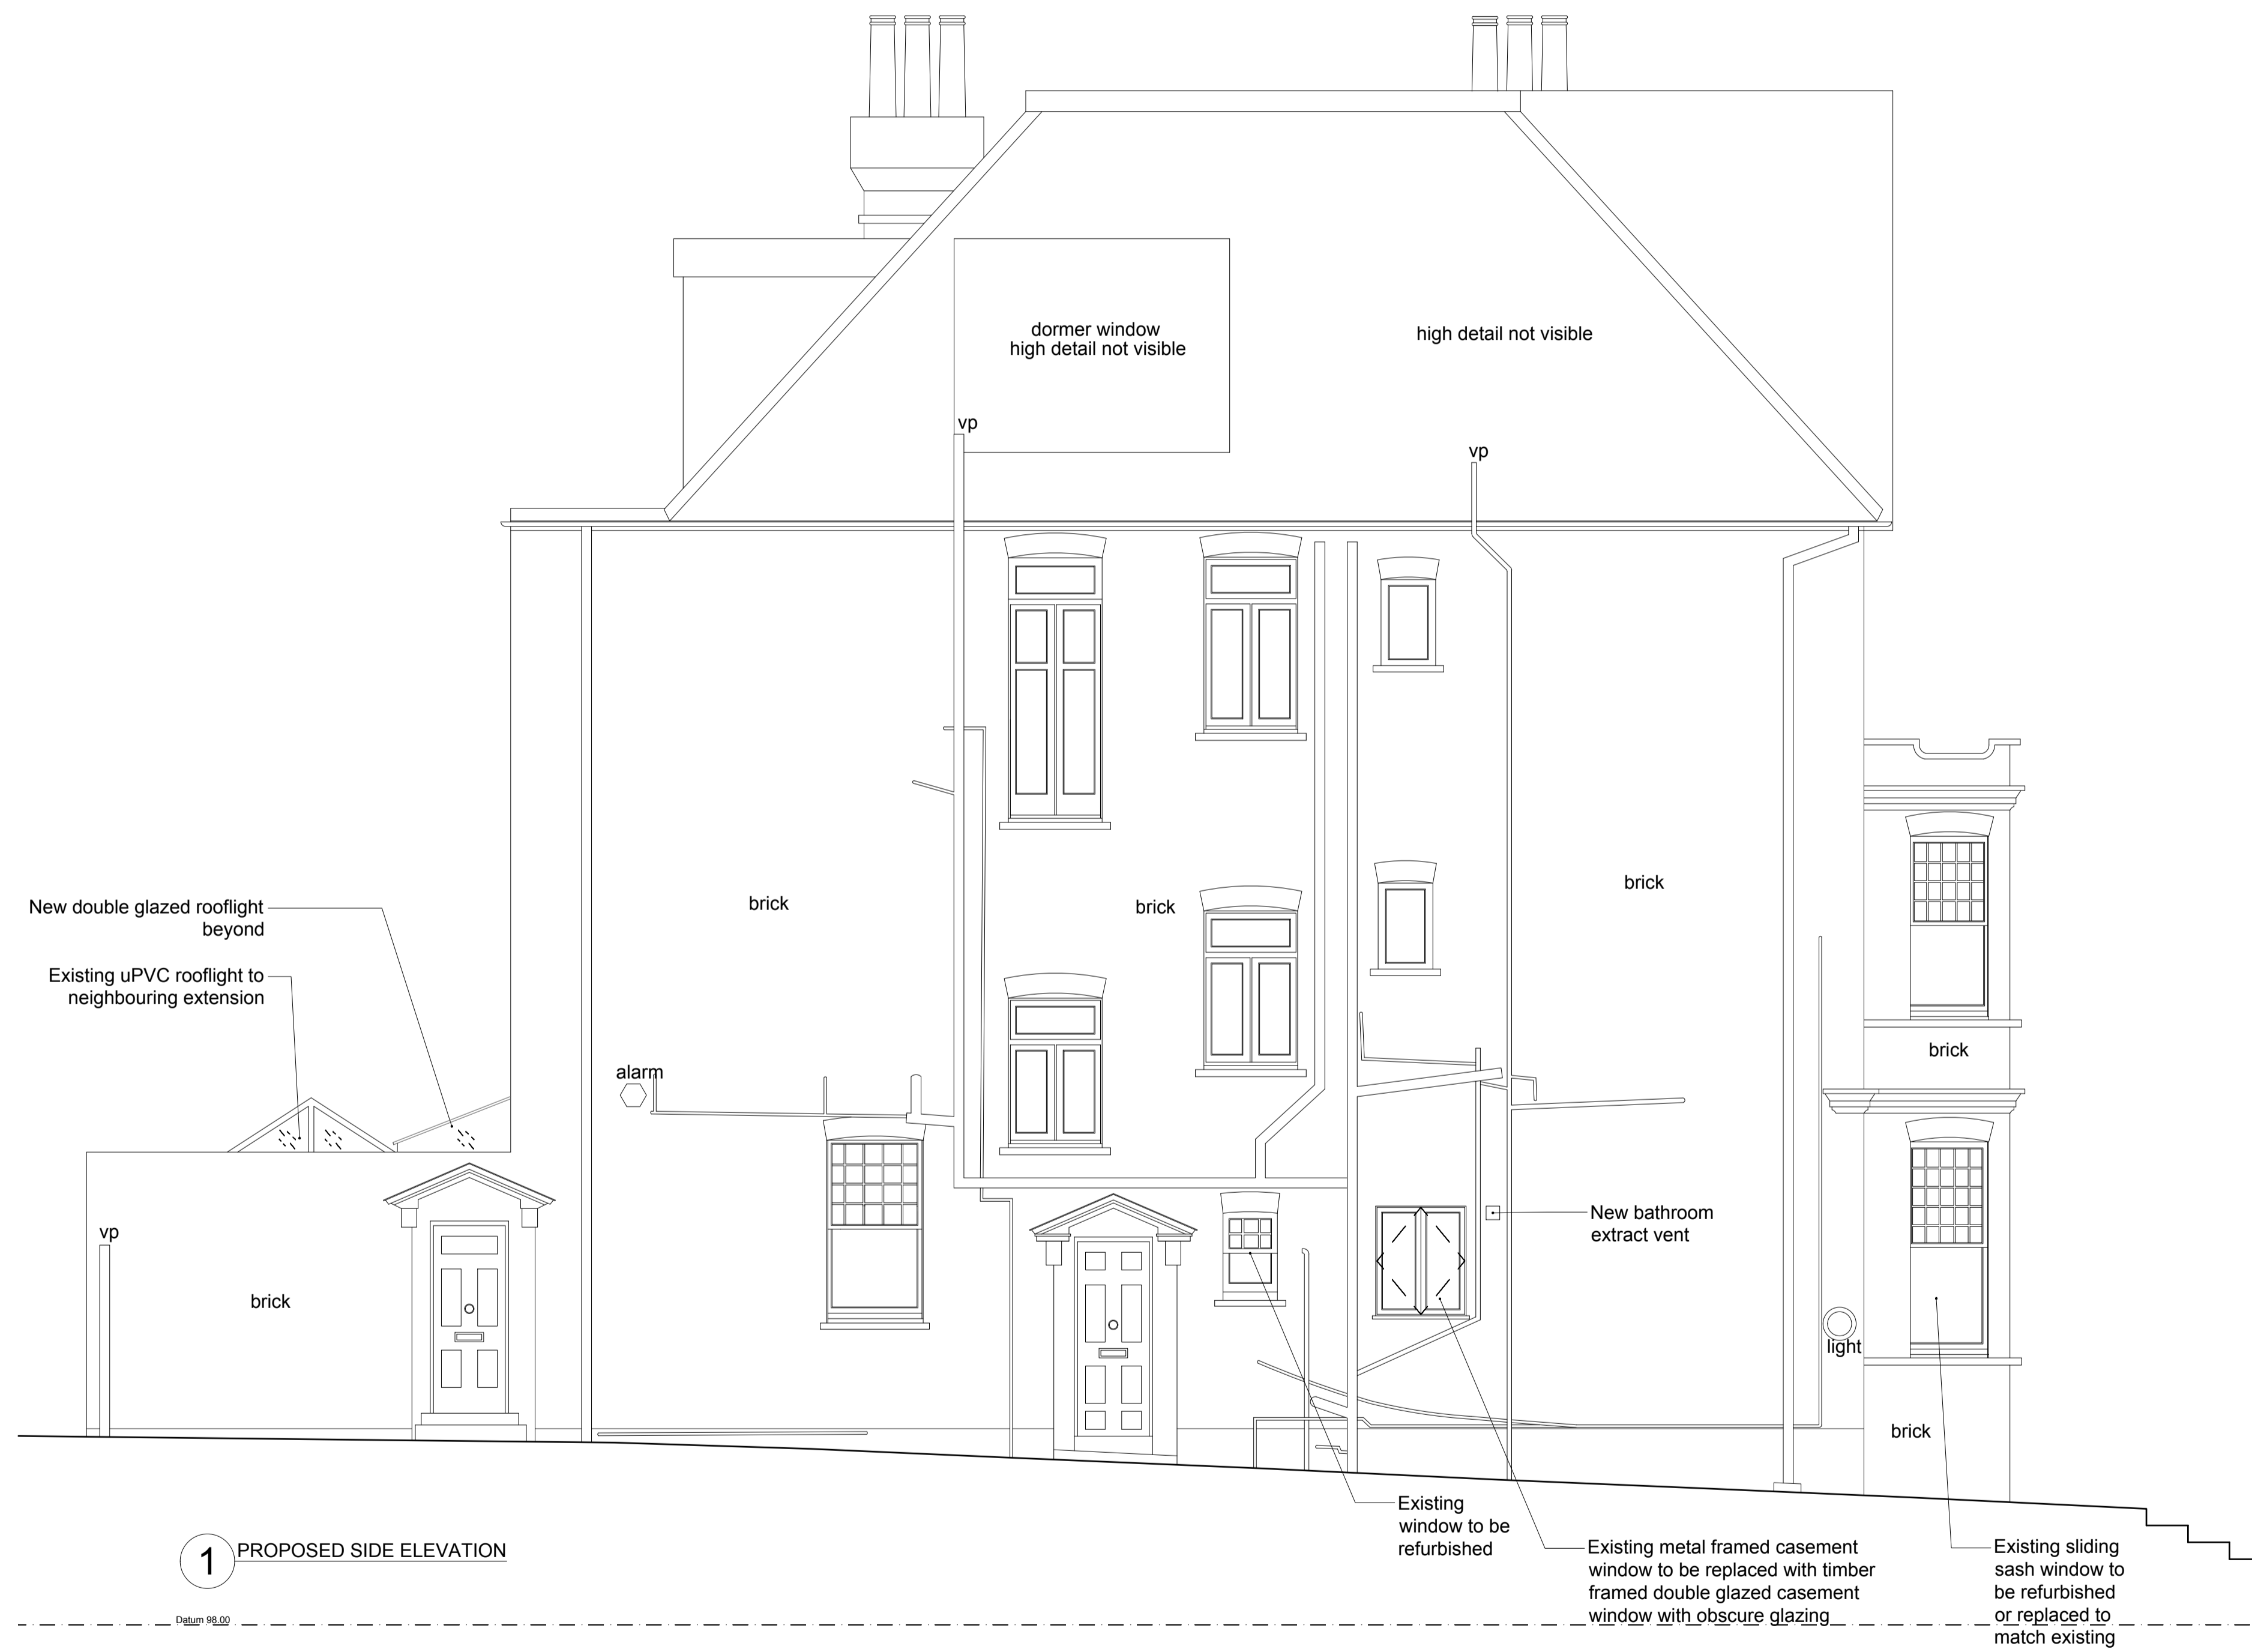 dormer window
high detail not visible
high detail not visible
vp
vp
New double glazed rooflight
beyond
Existing uPVC rooflight to
neighbouring extension
brick
brick
brick
brick
alarm
vp
brick
New bathroom
extract vent
light
brick
Existing
window to be
refurbished
Existing metal framed casement
window to be replaced with timber
framed double glazed casement
window with obscure glazing
Existing sliding
sash window to
be refurbished
or replaced to
match existing
1 PROPOSED SIDE ELEVATION
Datum 98.00